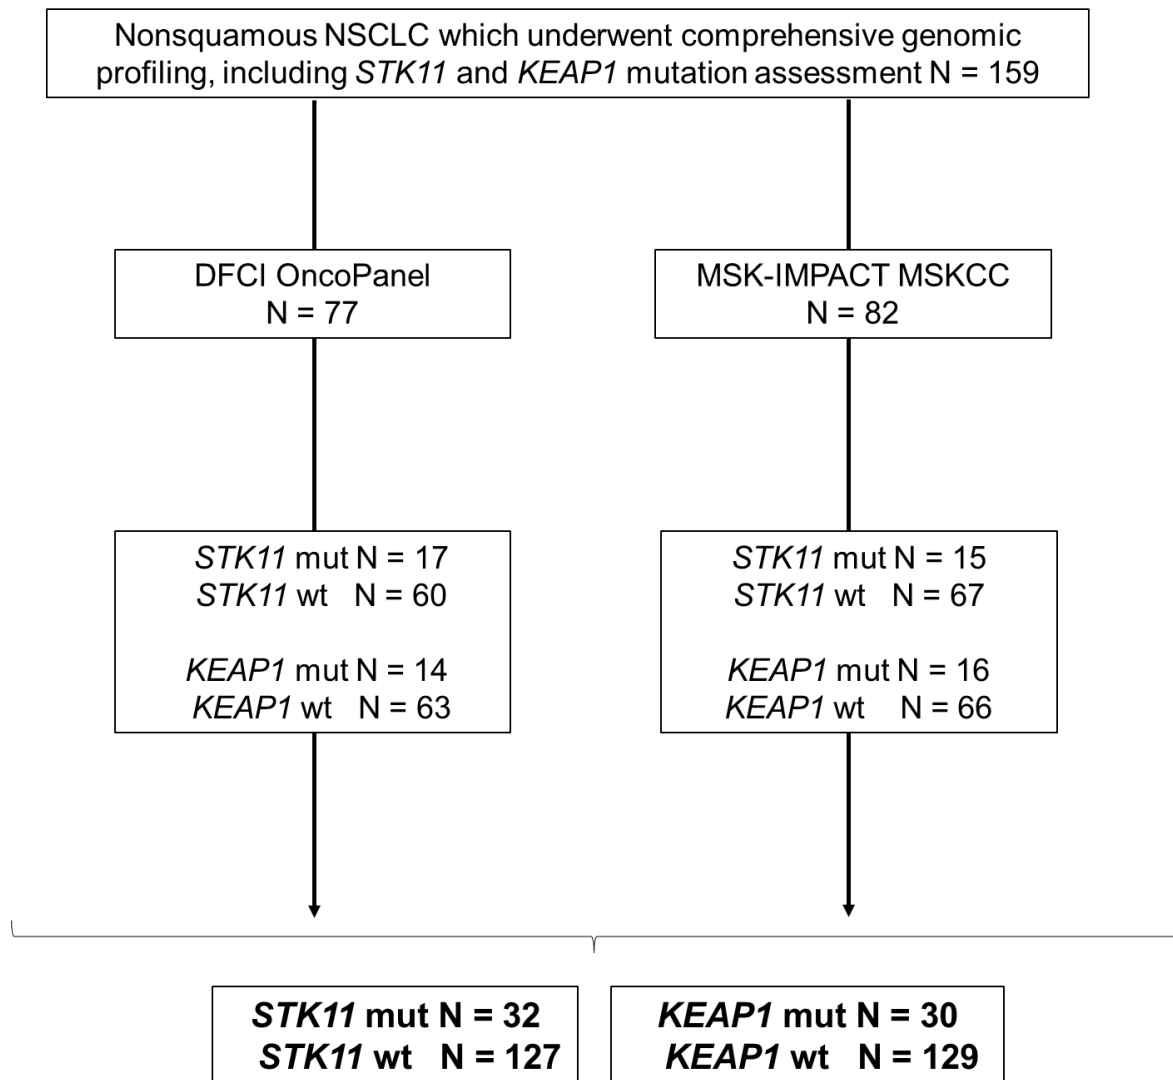 Nonsquamous NSCLC which underwent comprehensive genomic
profiling, including STK11 and KEAP1 mutation assessment N = 159
DFCI OncoPanel
N = 77
MSK-IMPACT MSKCC
N = 82
STK11 mut N = 17
STK11 wt N = 60
KEAP1 mut N = 14
KEAP1 wt N = 63
STK11 mut N = 15
STK11 wt N = 67
KEAP1 mut N = 16
KEAP1 wt N = 66
STK11 mut N = 32
STK11 wt N = 127
KEAP1 mut N = 30
KEAP1 wt N = 129